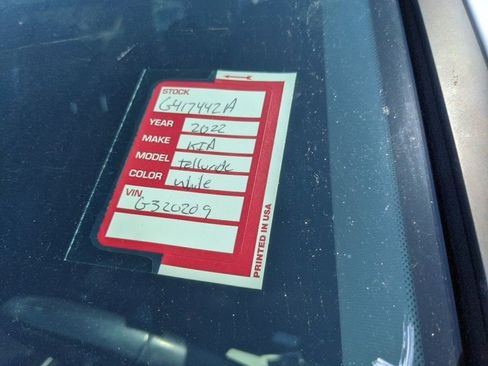 STOCK
G417442A
YEAR 2022
MAKE KIA
MODEL Telluride
COLOR White
VIN
G320209
PRINTED IN USA